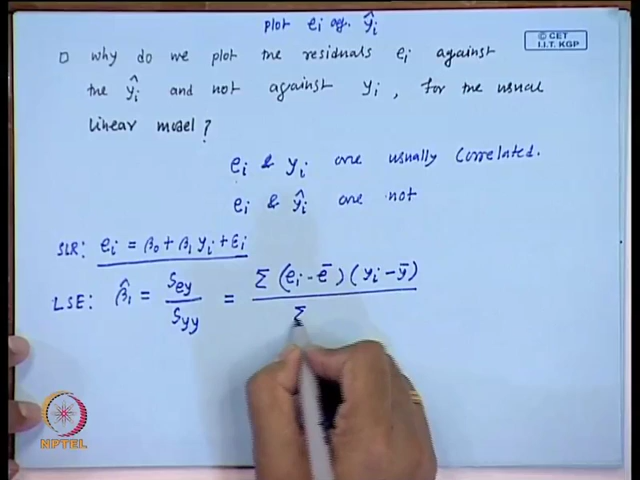 plot eᵢ ag. ŷᵢ
© CET
I.I.T. KGP
□ why do we plot the residuals eᵢ against
the ŷᵢ and not against yᵢ , for the usual
linear model ?
eᵢ & yᵢ are usually correlated.
eᵢ & ŷᵢ are not
SLR: eᵢ = β₀ + β₁ yᵢ + εᵢ
LSE: β̂₁ = S_ey / S_yy = Σ (eᵢ - ē) (yᵢ - ȳ) / Σ
NPTEL